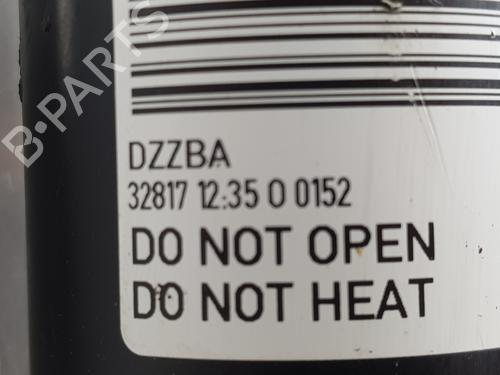 B-PARTS
DZZBA
32817 12:35 0 0152
DO NOT OPEN
DO NOT HEAT